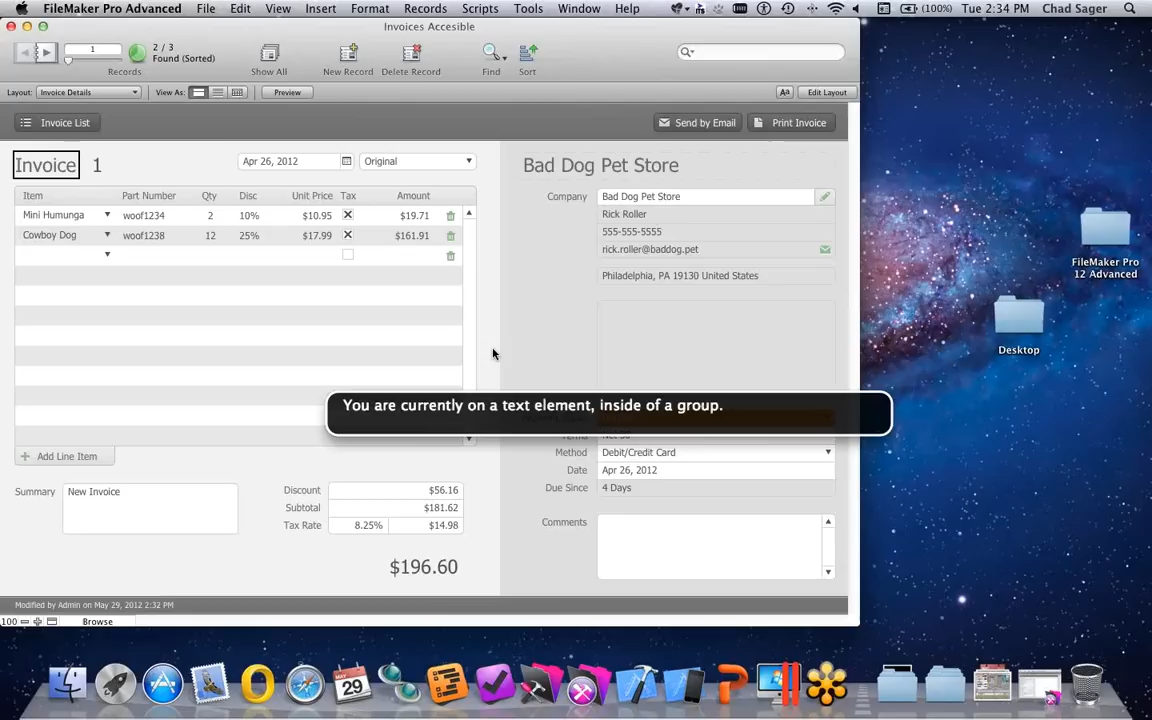 FileMaker Pro Advanced File Edit View Insert Format Records Scripts Tools Window Help (100%) Tue 2:34 PM Chad Sager
Invoices Accesible
1
2 / 3
Found (Sorted)
Records
Show All
New Record
Delete Record
Find
Sort
Layout: Invoice Details View As: Preview Aa Edit Layout
Invoice List
Send by Email
Print Invoice
Invoice 1
Apr 26, 2012
Original
Item Part Number Qty Disc Unit Price Tax Amount
Mini Humunga woof1234 2 10% $10.95 $19.71
Cowboy Dog woof1238 12 25% $17.99 $161.91
Add Line Item
Summary New Invoice
Discount $56.16
Subtotal $181.62
Tax Rate 8.25% $14.98
$196.60
Bad Dog Pet Store
Company Bad Dog Pet Store
Rick Roller
555-555-5555
rick.roller@baddog.pet
Philadelphia, PA 19130 United States
You are currently on a text element, inside of a group.
Method Debit/Credit Card
Date Apr 26, 2012
Due Since 4 Days
Comments
Modified by Admin on May 29, 2012 2:32 PM
100 Browse
FileMaker Pro
12 Advanced
Desktop
29